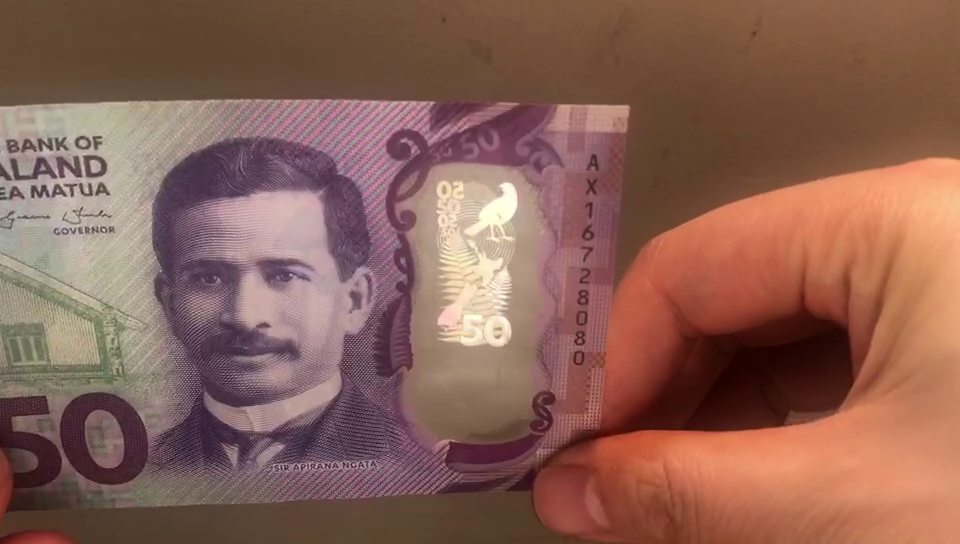 BANK OF
ALAND
EA MATUA
GOVERNOR
50
SIR APIRANA NGATA
50
50
50
AX16728080